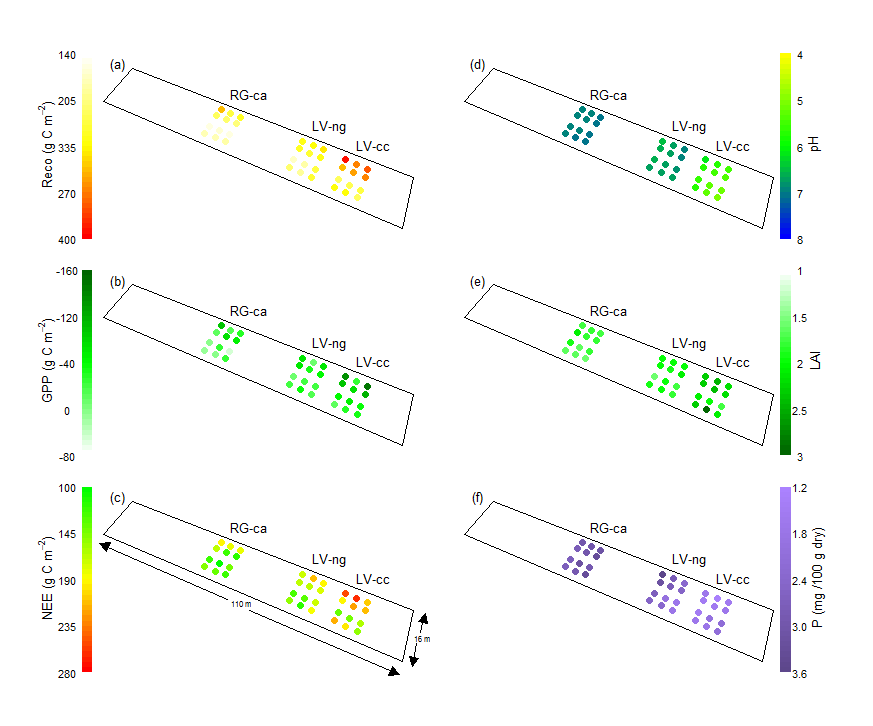 (a)
RG-ca
LV-ng
LV-cc
140
205
335
270
400
Reco (g C m−2)
(d)
RG-ca
LV-ng
LV-cc
4
5
6
7
8
pH
(b)
RG-ca
LV-ng
LV-cc
-160
-120
-40
0
-80
GPP (g C m−2)
(e)
RG-ca
LV-ng
LV-cc
1
1.5
2
2.5
3
LAI
(c)
RG-ca
LV-ng
LV-cc
100
145
190
235
280
NEE (g C m−2)
110 m
16 m
(f)
RG-ca
LV-ng
LV-cc
1.2
1.8
2.4
3.0
3.6
P (mg /100 g dry)